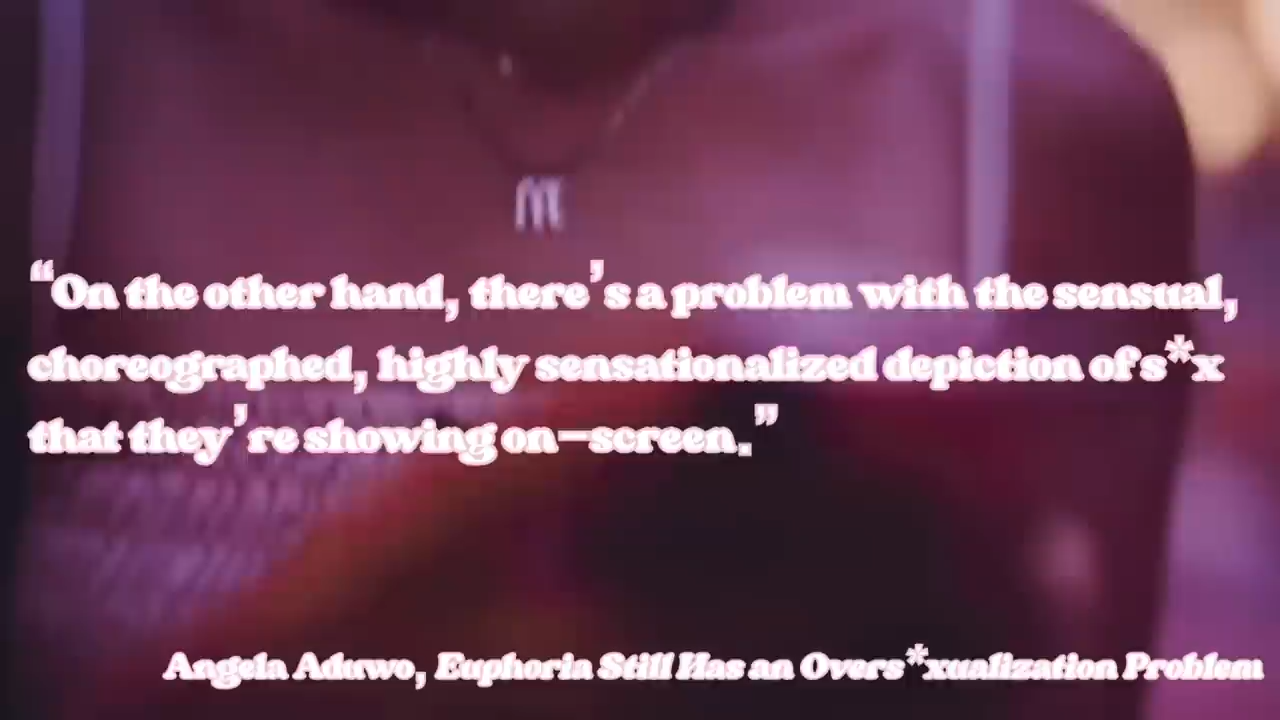 m
“On the other hand, there’s a problem with the sensual,
choreographed, highly sensationalized depiction of s**x
that they’re showing on-screen.”
Angela Aduwo, Euphoria Still Has an Overs*xualization Problem